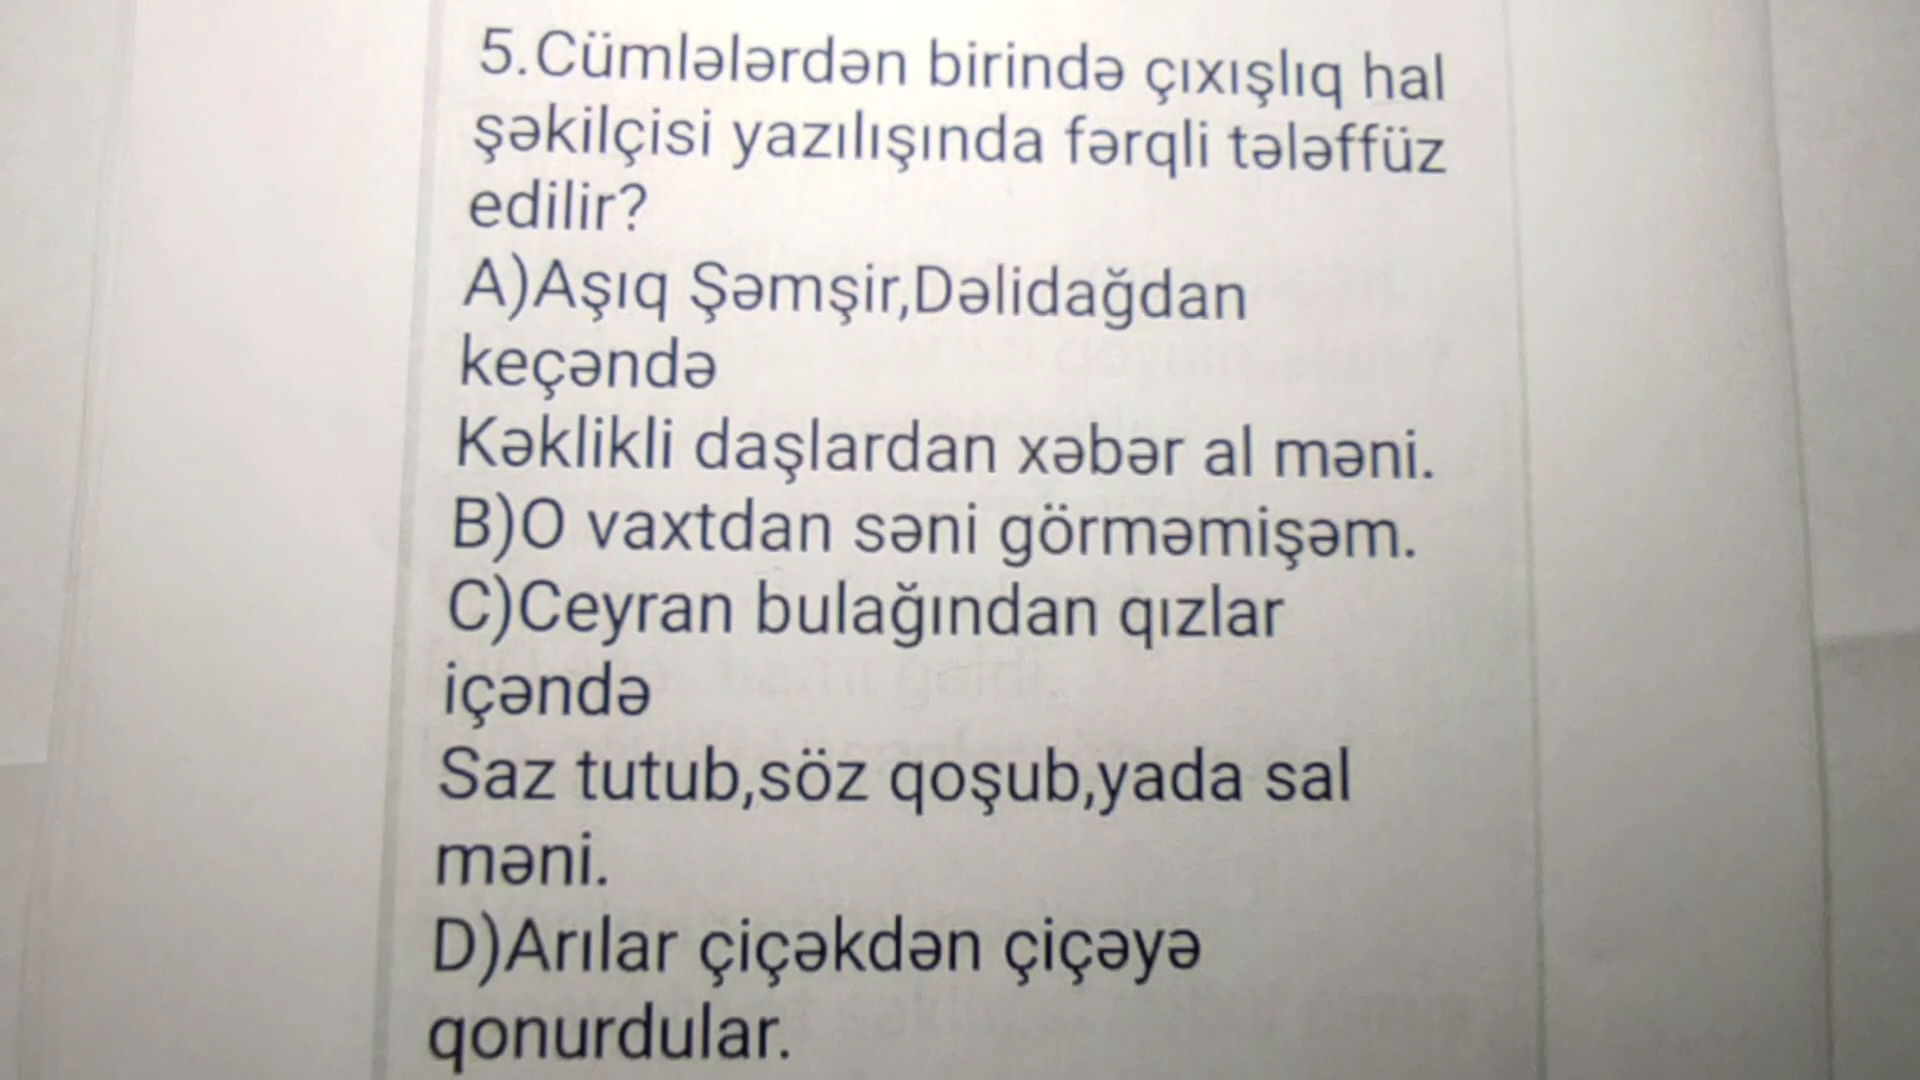 5.Cümlələrdən birində çıxışlıq hal
şəkilçisi yazılışında fərqli tələffüz
edilir?
A)Aşıq Şəmşir,Dəlidağdan
keçəndə
Kəklikli daşlardan xəbər al məni.
B)O vaxtdan səni görməmişəm.
C)Ceyran bulağından qızlar
içəndə
Saz tutub,söz qoşub,yada sal
məni.
D)Arılar çiçəkdən çiçəyə
qonurdular.